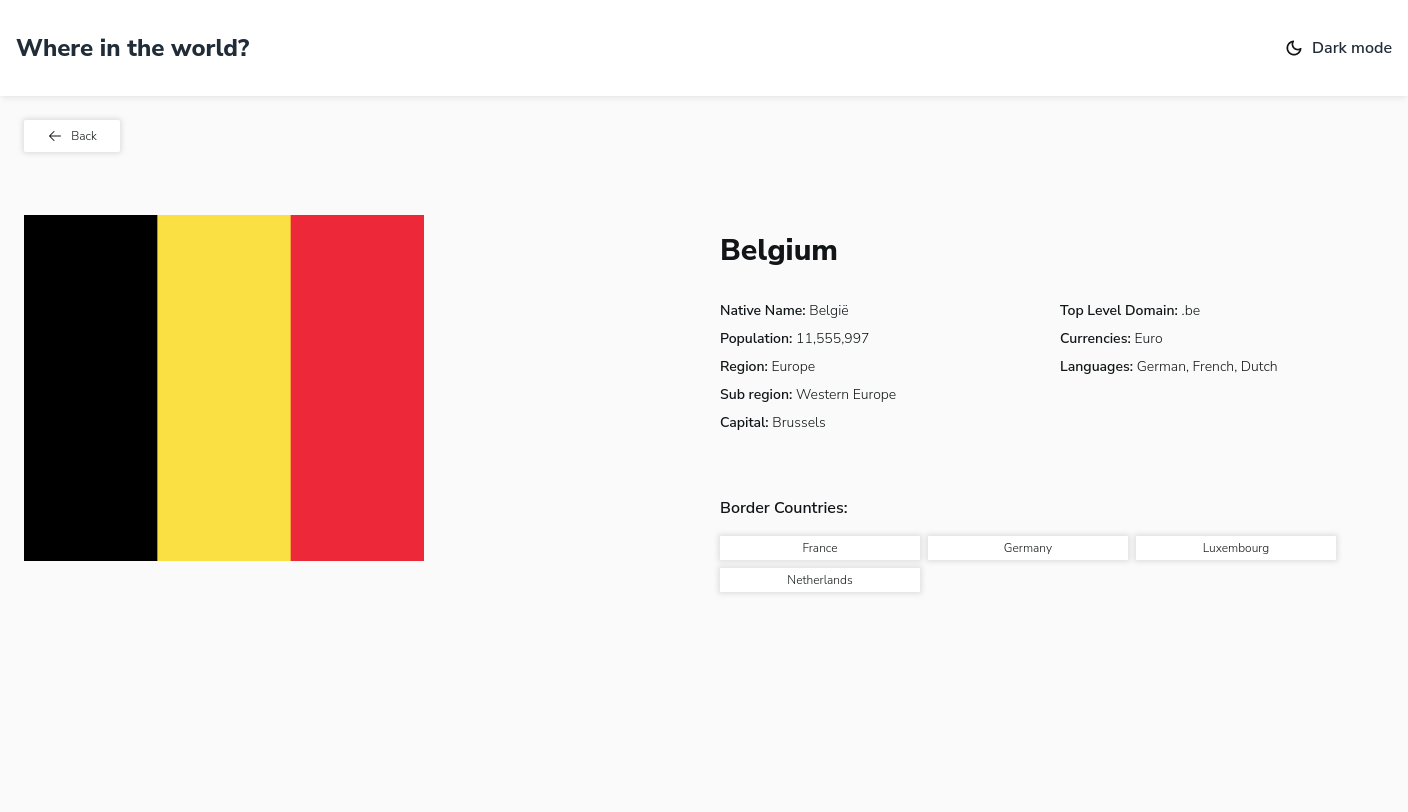 Where in the world?
Dark mode
Back
Belgium
Native Name: België
Population: 11,555,997
Region: Europe
Sub region: Western Europe
Capital: Brussels
Top Level Domain: .be
Currencies: Euro
Languages: German, French, Dutch
Border Countries:
France
Germany
Luxembourg
Netherlands